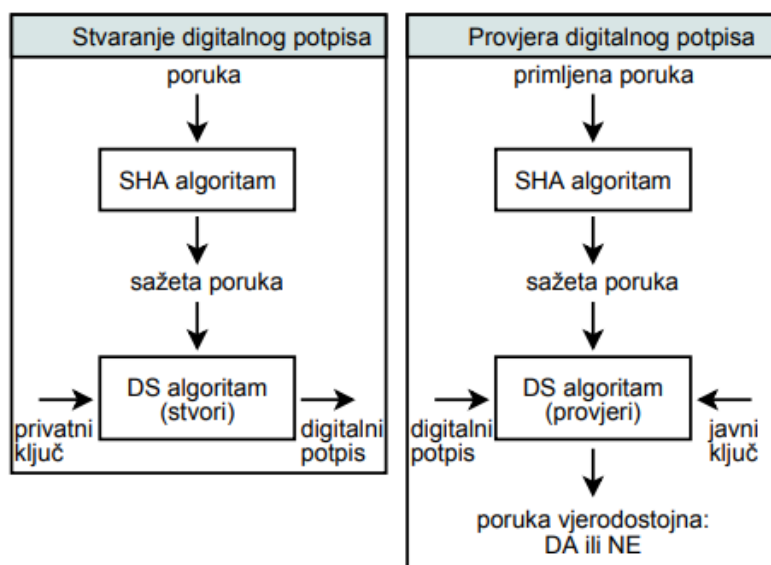 Stvaranje digitalnog potpisa
poruka
SHA algoritam
sažeta poruka
DS algoritam
(stvori)
privatni
ključ
digitalni
potpis
Provjera digitalnog potpisa
primljena poruka
SHA algoritam
sažeta poruka
DS algoritam
(provjeri)
digitalni
potpis
javni
ključ
poruka vjerodostojna:
DA ili NE